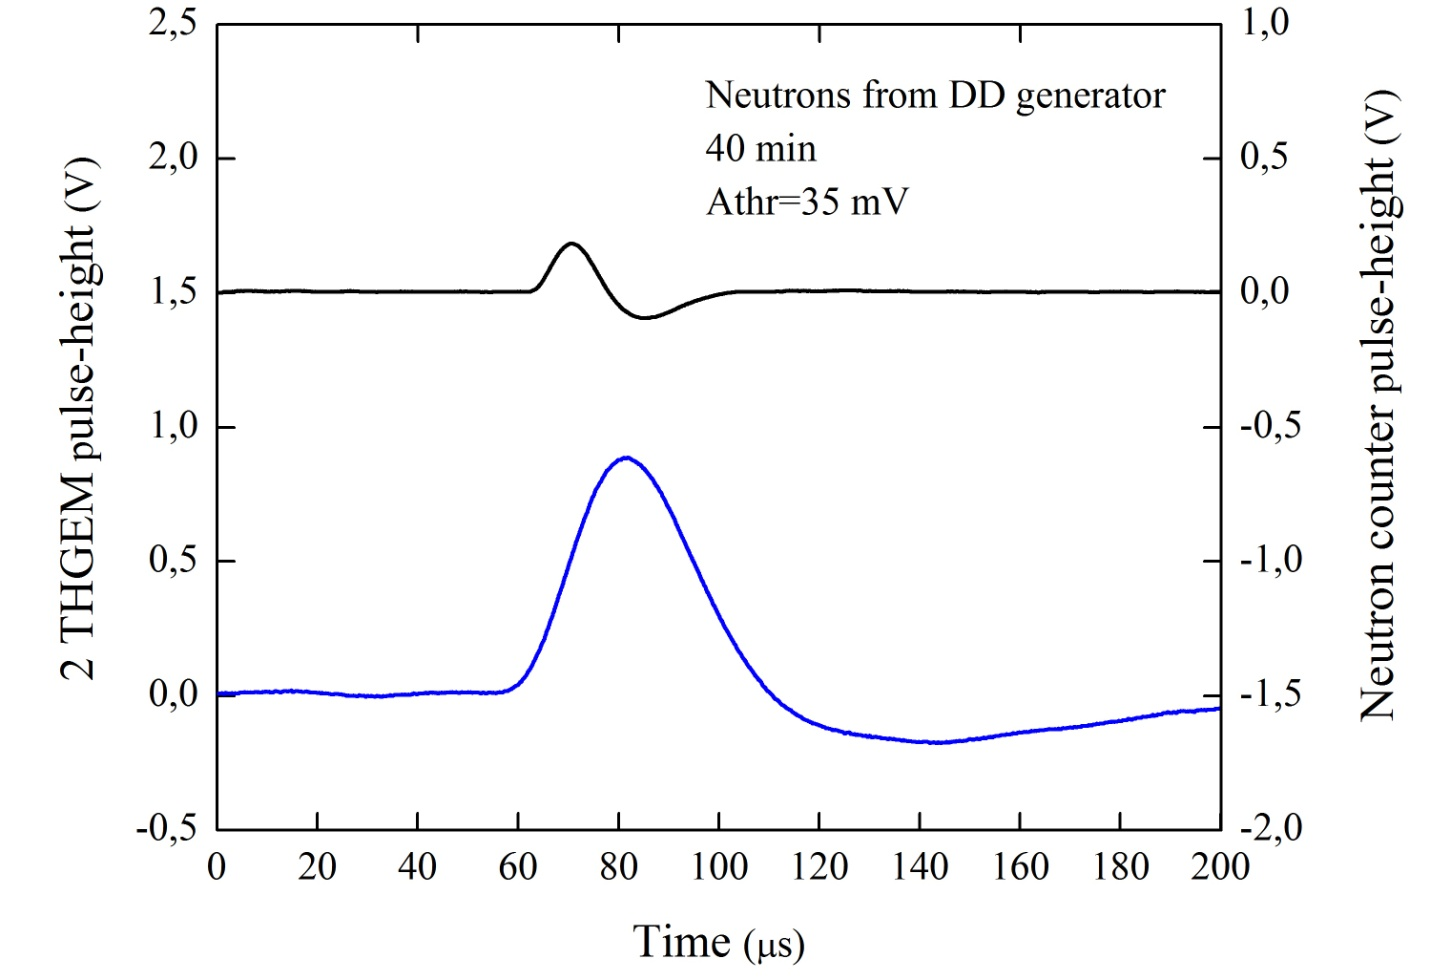 2,5
2,0
1,5
1,0
0,5
0,0
-0,5
1,0
0,5
0,0
-0,5
-1,0
-1,5
-2,0
2 THGEM pulse-height (V)
Neutron counter pulse-height (V)
Neutrons from DD generator
40 min
Athr=35 mV
0 20 40 60 80 100 120 140 160 180 200
Time (μs)